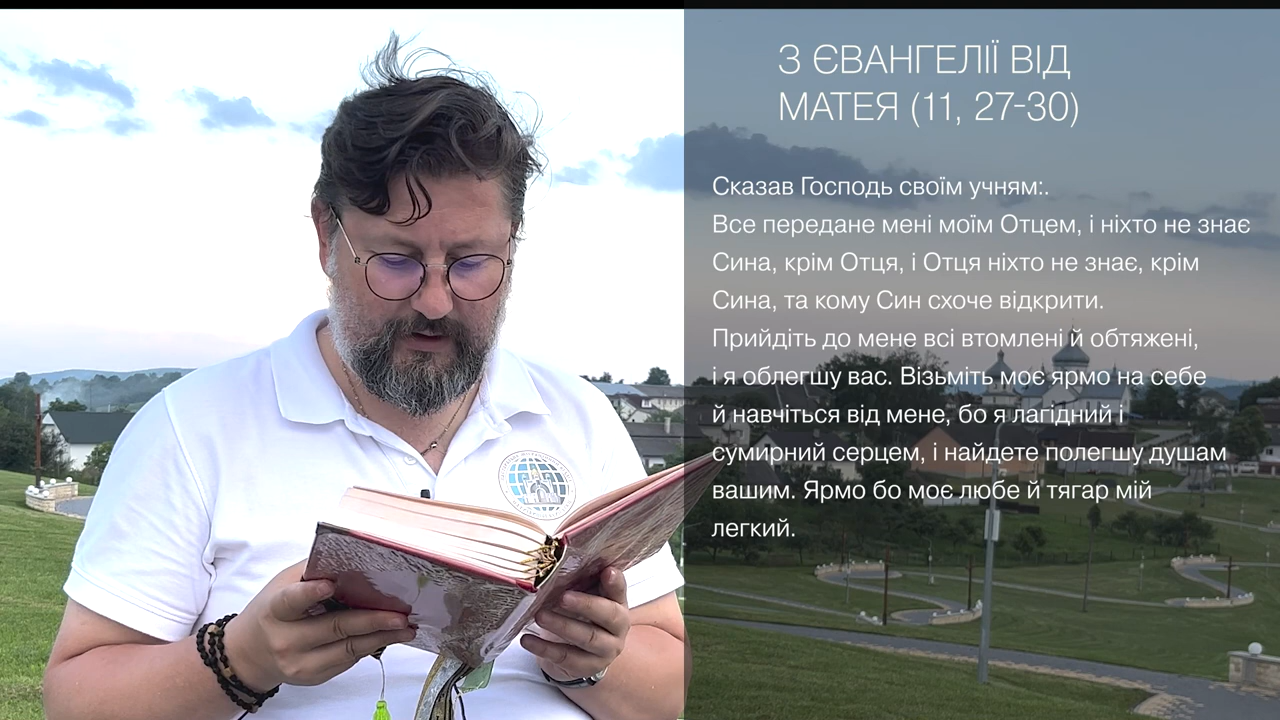 З ЄВАНГЕЛІЇ ВІД
МАТЕЯ (11, 27-30)
Сказав Господь своїм учням:.
Все передане мені моїм Отцем, і ніхто не знає
Сина, крім Отця, і Отця ніхто не знає, крім
Сина, та кому Син схоче відкрити.
Прийдіть до мене всі втомлені й обтяжені,
і я облегшу вас. Візьміть моє ярмо на себе
й навчіться від мене, бо я лагідний і
сумирний серцем, і найдете полегшу душам
вашим. Ярмо бо моє любе й тягар мій
легкий.